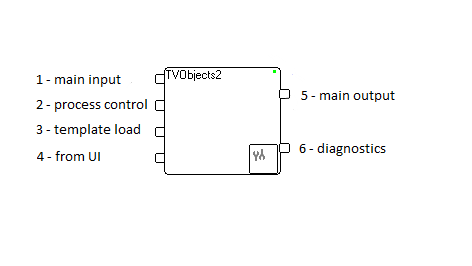 TVObjects2
1 - main input
2 - process control
3 - template load
4 - from UI
5 - main output
6 - diagnostics